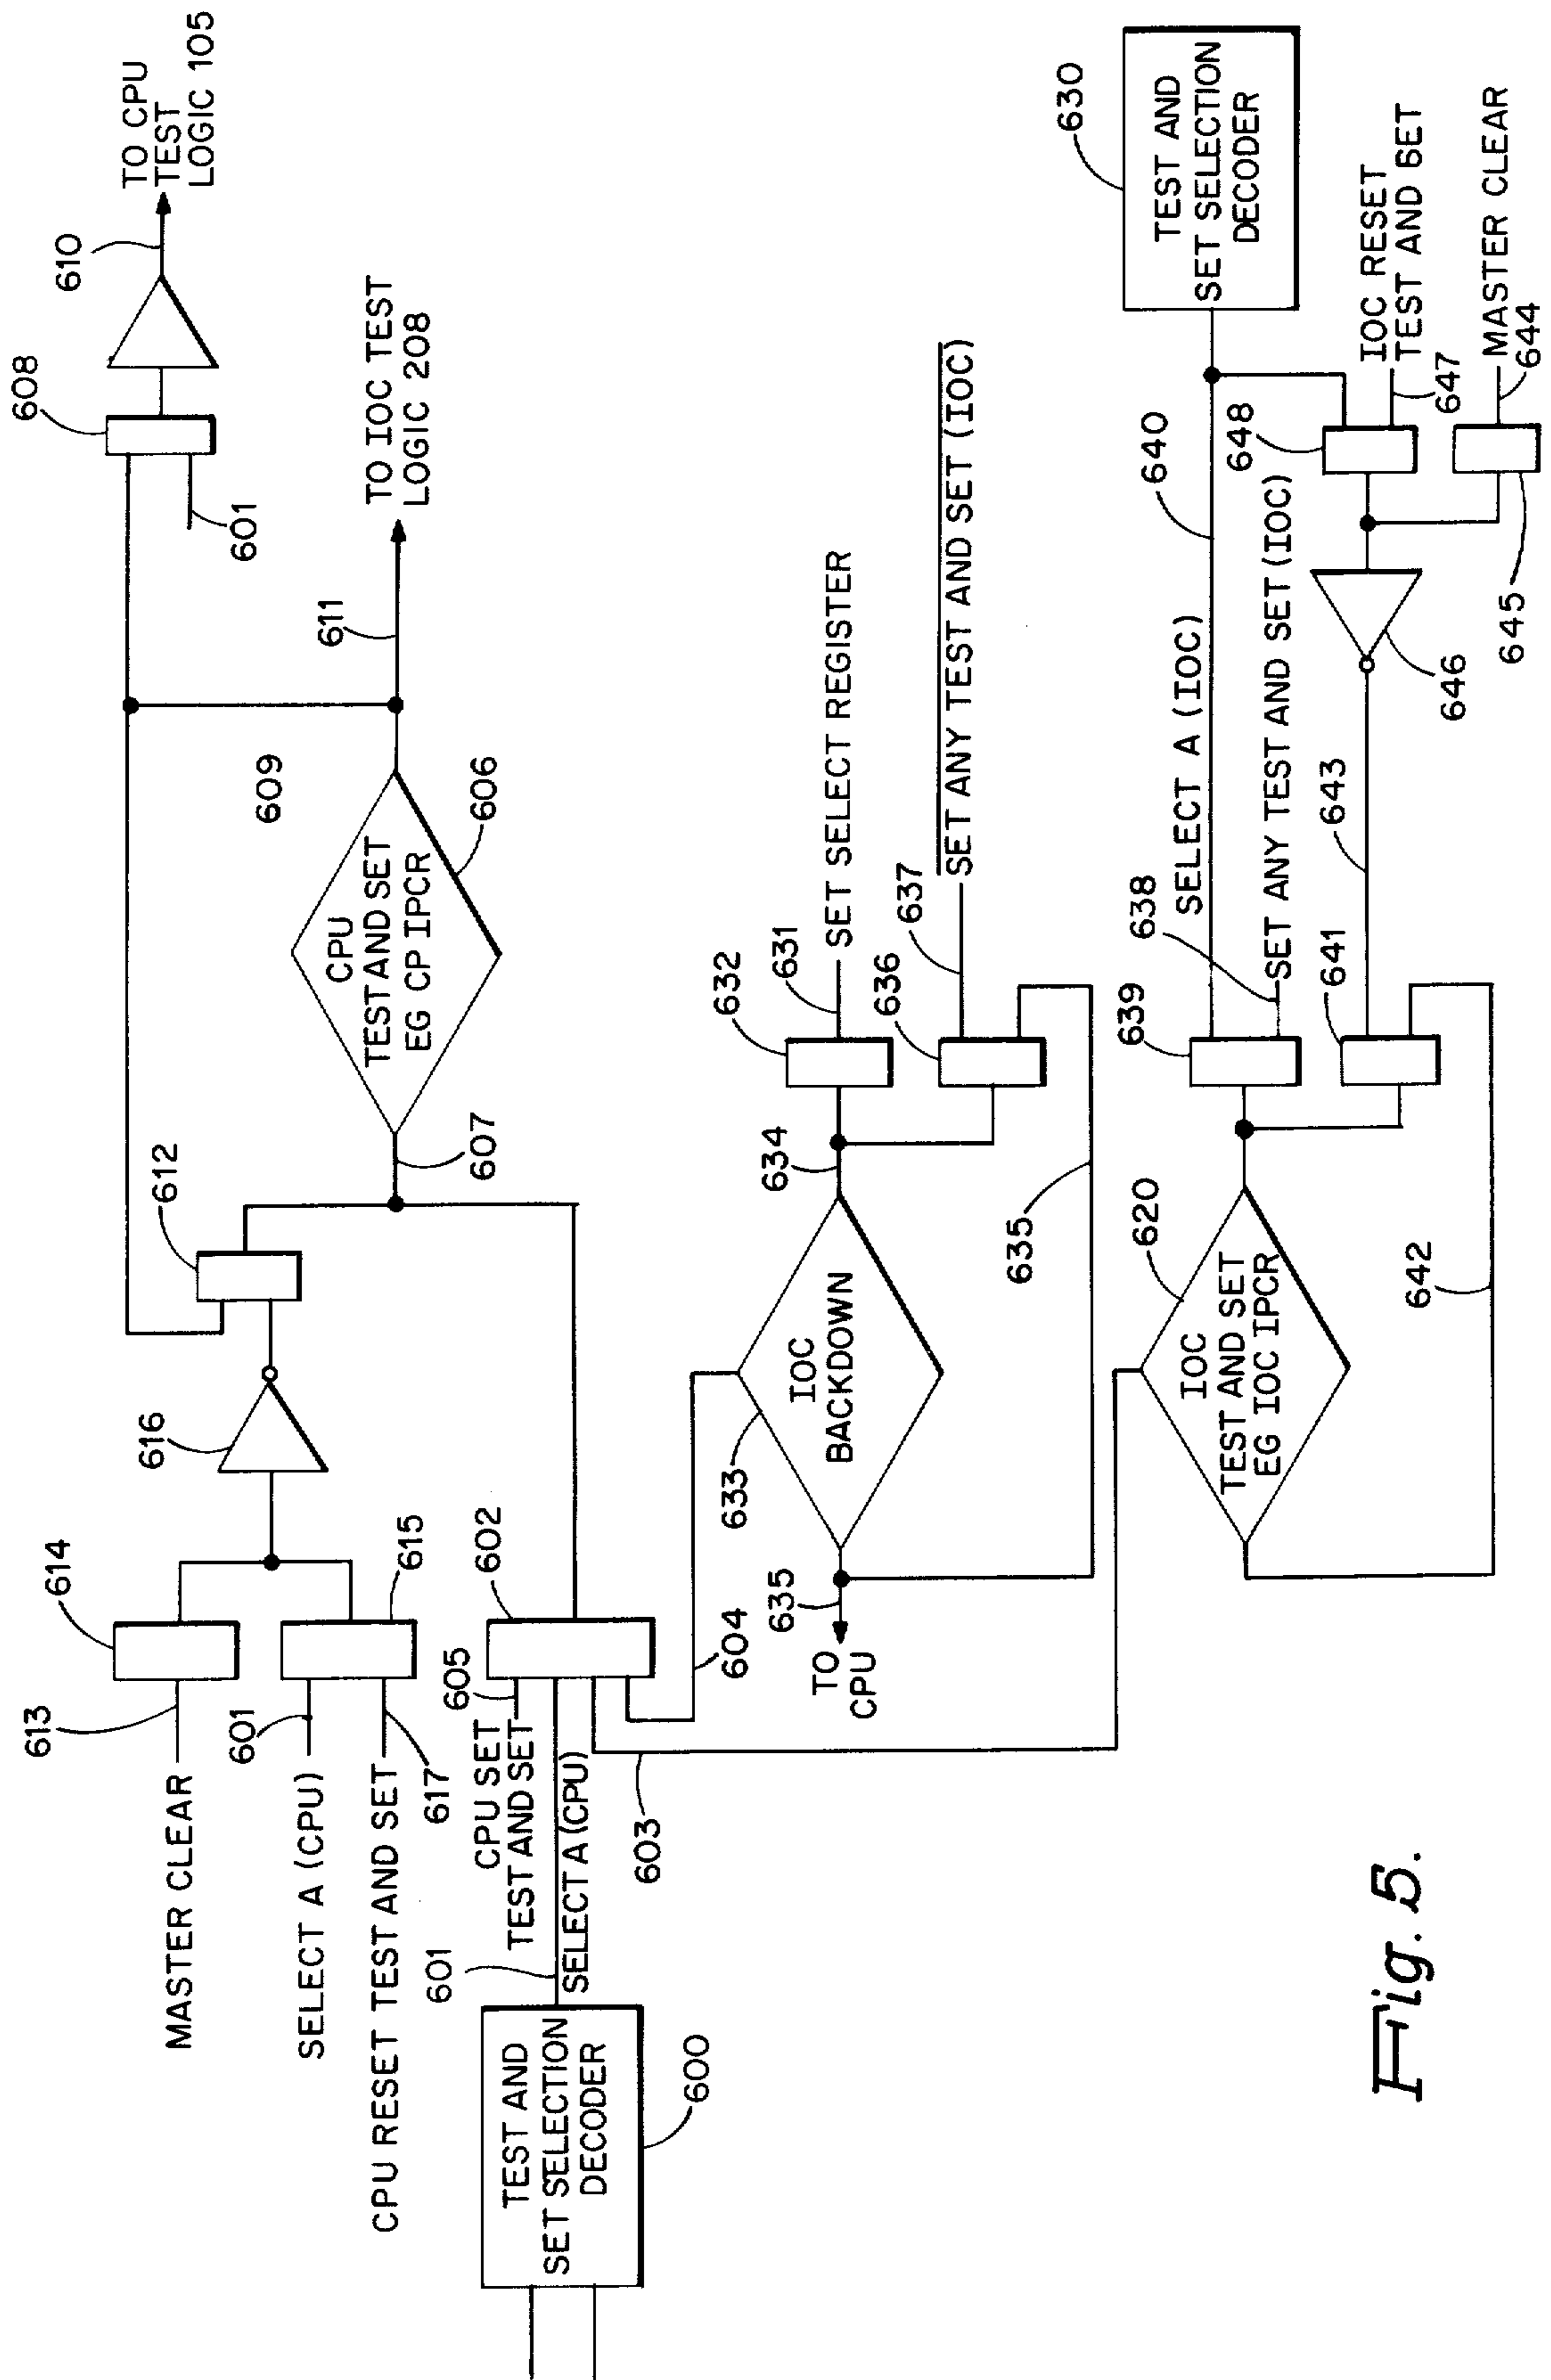 613
614
MASTER CLEAR
601
SELECT A (CPU)
615
CPU RESET TEST AND SET
617
616
612
608
601
610
TO CPU
TEST
LOGIC 105
609
611
TO IOC TEST
LOGIC 208
CPU
TEST AND SET
EG CP IPCR
606
607
605
CPU SET
TEST AND SET
602
601
SELECT A (CPU)
603
604
TEST AND
SET SELECTION
DECODER
600
TO
CPU
635
633
IOC
BACKDOWN
634
632
631
SET SELECT REGISTER
636
637
SET ANY TEST AND SET (IOC)
635
620
IOC
TEST AND SET
EG IOC IPCR
642
639
638
SELECT A (IOC)
640
SET ANY TEST AND SET (IOC)
641
643
646
645
648
647
IOC RESET
TEST AND 6ET
MASTER CLEAR
644
630
TEST AND
SET SELECTION
DECODER
Fig. 5.